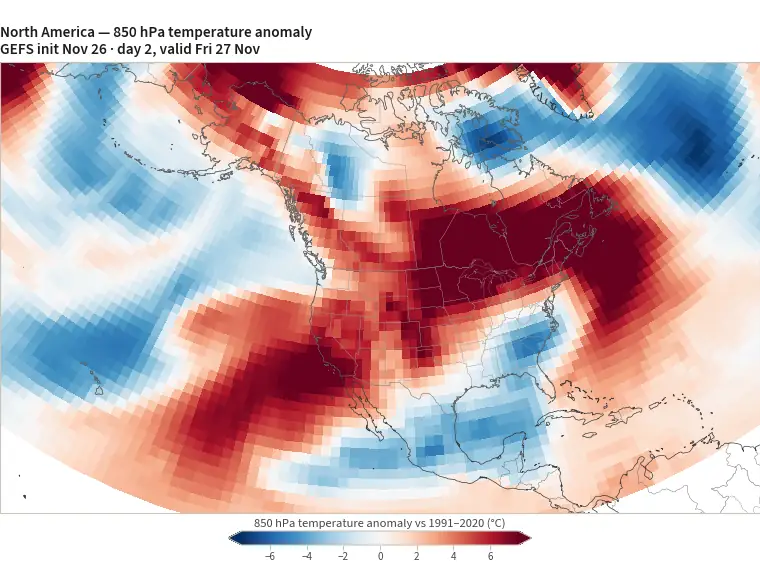 North America — 850 hPa temperature anomaly
GEFS init Nov 26 · day 2, valid Fri 27 Nov
850 hPa temperature anomaly vs 1991–2020 (°C)
−6 −4 −2 0 2 4 6